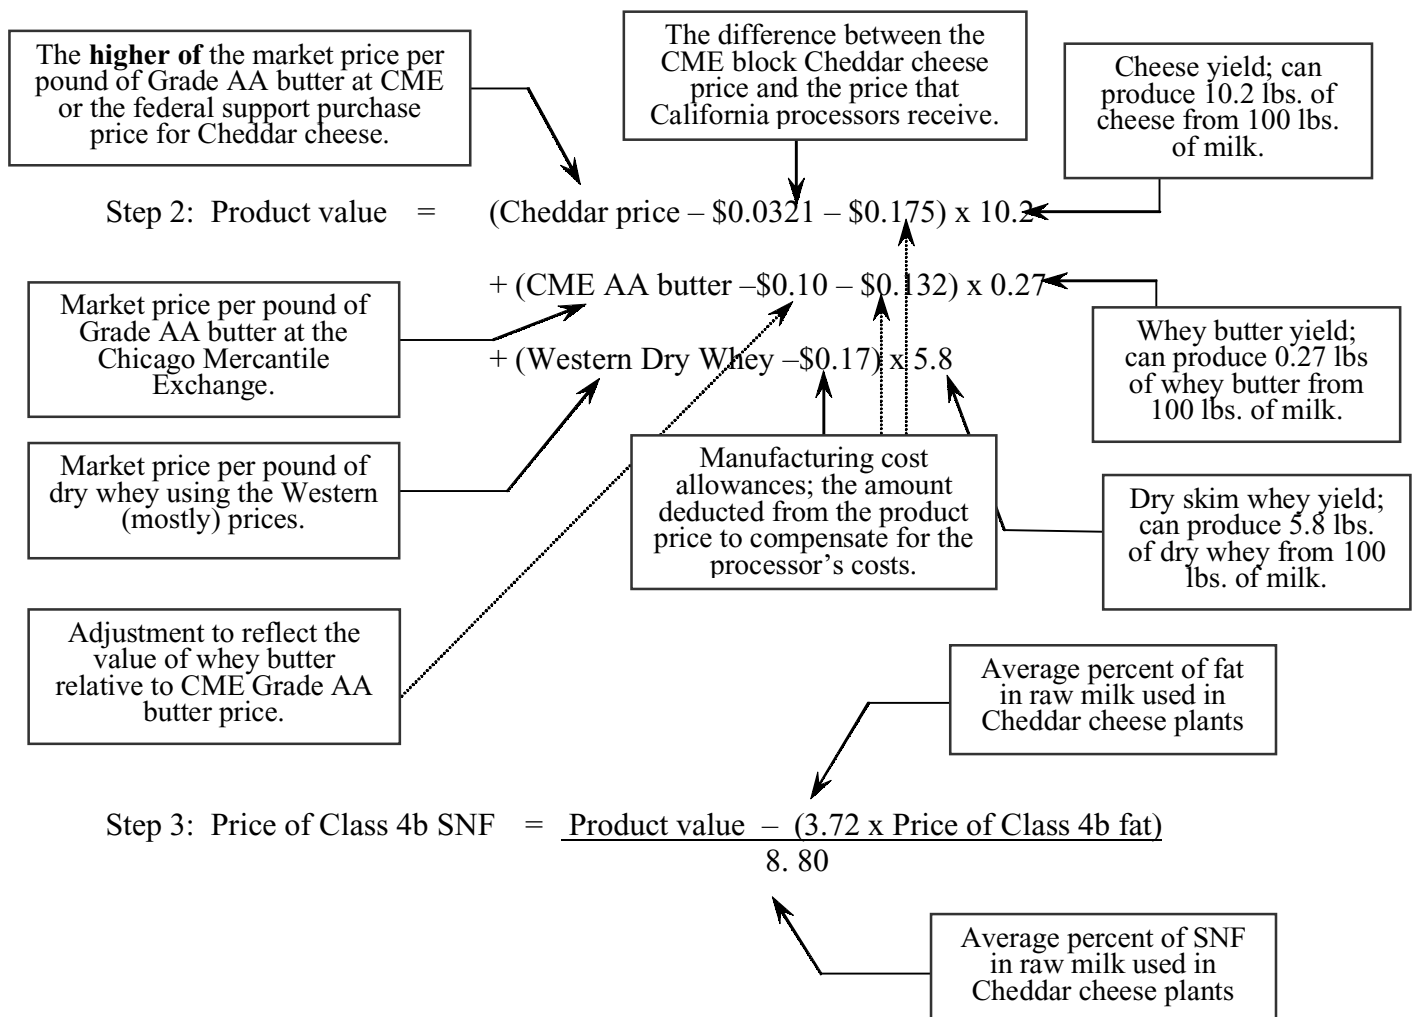 The higher of the market price per
pound of Grade AA butter at CME
or the federal support purchase
price for Cheddar cheese.
The difference between the
CME block Cheddar cheese
price and the price that
California processors receive.
Cheese yield; can
produce 10.2 lbs. of
cheese from 100 lbs.
of milk.
Step 2: Product value = (Cheddar price – $0.0321 – $0.175) x 10.2
+ (CME AA butter –$0.10 – $0.132) x 0.27
+ (Western Dry Whey –$0.17) x 5.8
Market price per pound of
Grade AA butter at the
Chicago Mercantile
Exchange.
Whey butter yield;
can produce 0.27 lbs
of whey butter from
100 lbs. of milk.
Market price per pound of
dry whey using the Western
(mostly) prices.
Manufacturing cost
allowances; the amount
deducted from the product
price to compensate for the
processor’s costs.
Dry skim whey yield;
can produce 5.8 lbs.
of dry whey from 100
lbs. of milk.
Adjustment to reflect the
value of whey butter
relative to CME Grade AA
butter price.
Average percent of fat
in raw milk used in
Cheddar cheese plants
Step 3: Price of Class 4b SNF = Product value – (3.72 x Price of Class 4b fat)
8. 80
Average percent of SNF
in raw milk used in
Cheddar cheese plants